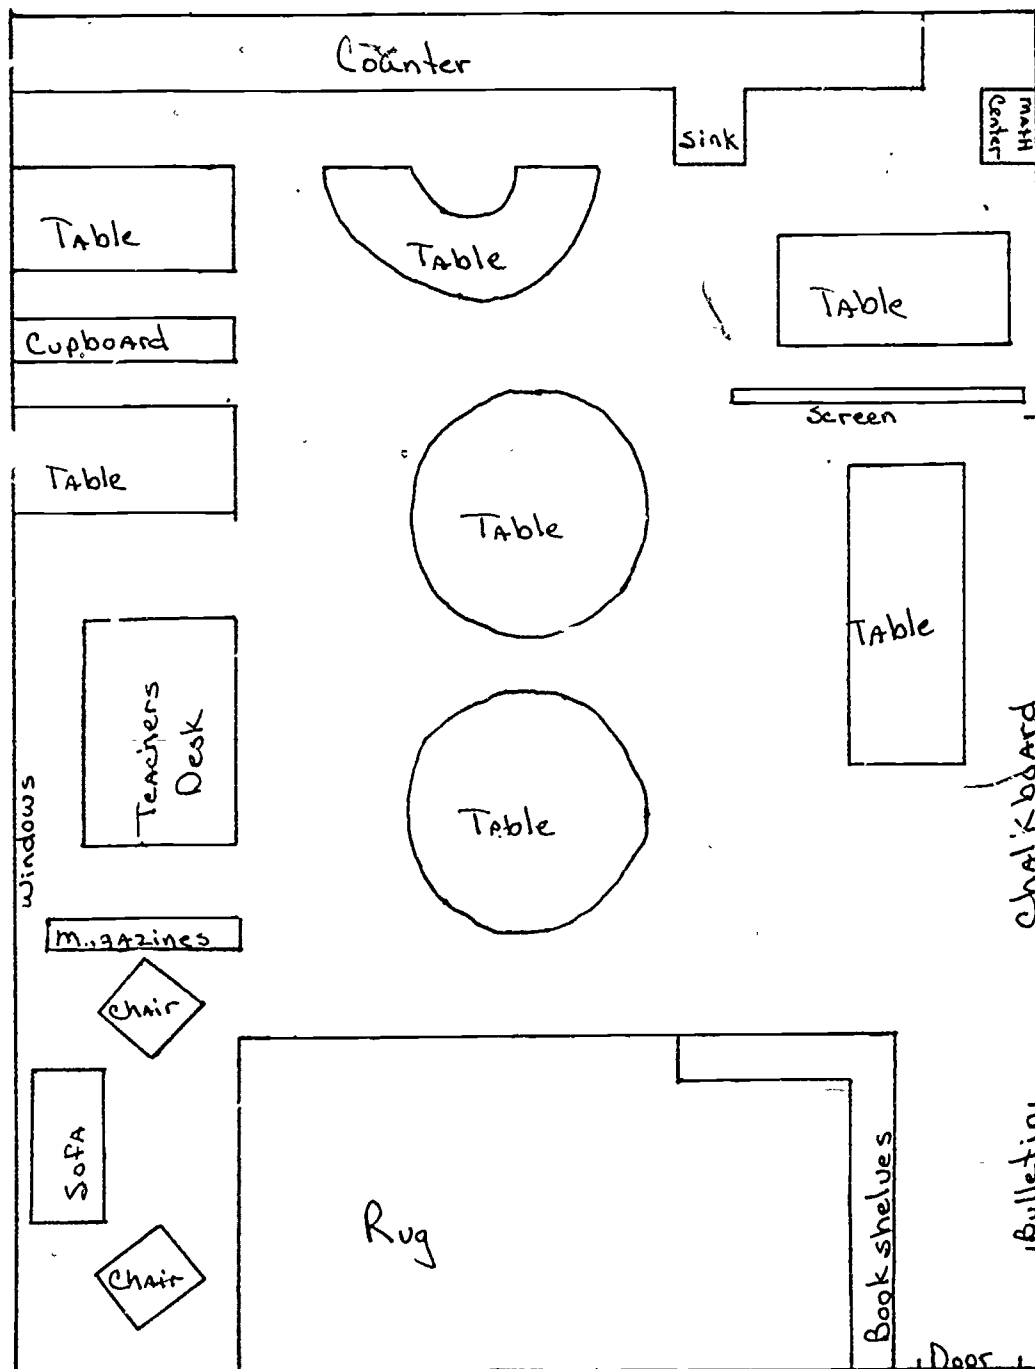 Counter
Sink
Math
Center
Table
Table
Table
Cupboard
Screen
Table
Table
Table
Teachers
Desk
Chalkboard
Windows
Table
Magazines
Chair
Sofa
Rug
Bookshelves
Bulletin
Chair
Door